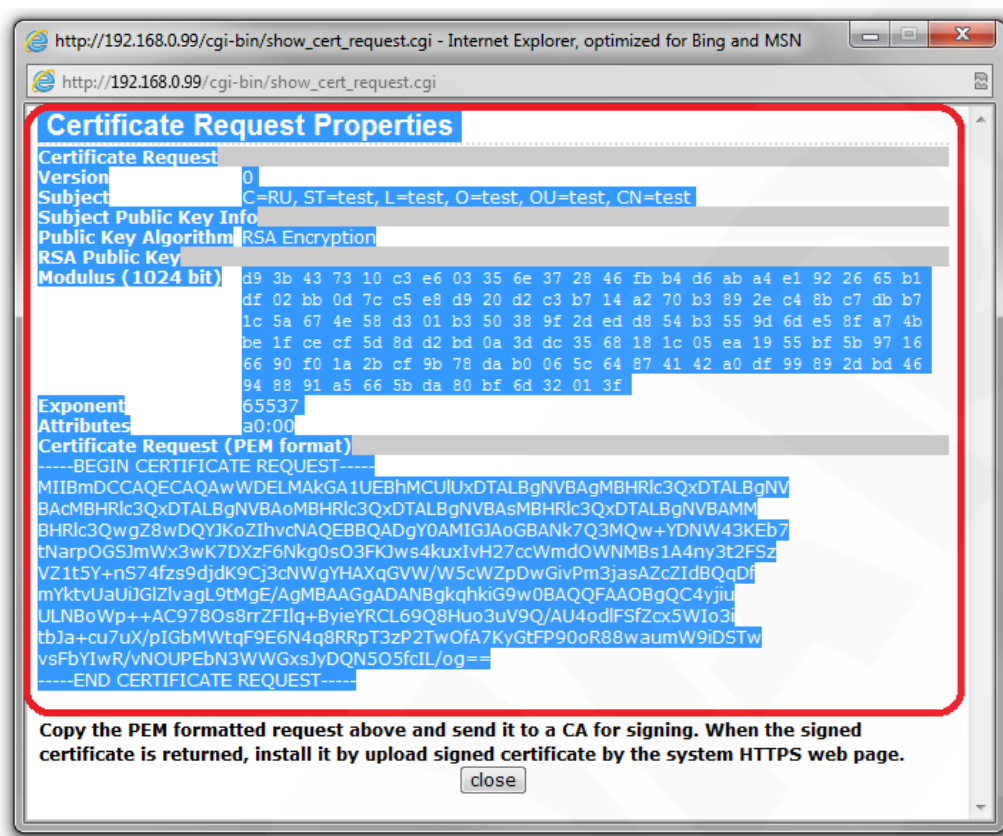 http://192.168.0.99/cgi-bin/show_cert_request.cgi - Internet Explorer, optimized for Bing and MSN
http://192.168.0.99/cgi-bin/show_cert_request.cgi
Certificate Request Properties
Certificate Request
Version 0
Subject C=RU, ST=test, L=test, O=test, OU=test, CN=test
Subject Public Key Info
Public Key Algorithm RSA Encryption
RSA Public Key
Modulus (1024 bit) d9 3b 43 73 10 c3 e6 03 35 6e 37 28 46 fb b4 d6 ab a4 e1 92 26 65 b1
df 02 bb 0d 7c c5 e8 d9 20 d2 c3 b7 14 a2 70 b3 89 2e c4 8b c7 db b7
1c 5a 67 4e 58 d3 01 b3 50 38 9f 2d ed d8 54 b3 55 9d 6d e5 8f a7 4b
be 1f ce cf 5d 8d d2 bd 0a 3d dc 35 68 18 1c 05 ea 19 55 bf 5b 97 16
66 90 f0 1a 2b cf 9b 78 da b0 06 5c 64 87 41 42 a0 df 99 89 2d bd 46
94 88 91 a5 66 5b da 80 bf 6d 32 01 3f
Exponent 65537
Attributes a0:00
Certificate Request (PEM format)
-----BEGIN CERTIFICATE REQUEST-----
MIIBmDCCAQECAQAwWDELMAkGA1UEBhMCUlUxDTALBgNVBAgMBHRlc3QxDTALBgNV
BAcMBHRlc3QxDTALBgNVBAoMBHRlc3QxDTALBgNVBAsMBHRlc3QxDTALBgNVBAMM
BHRlc3QwgZ8wDQYJKoZIhvcNAQEBBQADgY0AMIGJAoGBANk7Q3MQw+YDNW43KEb7
tNarpOGSJmWx3wK7DXzF6Nkg0sO3FKJws4kuxIvH27ccWmdOWNMBs1A4ny3t2FSz
VZ1t5Y+nS74fzs9djdK9Cj3cNWgYHAXqGVW/W5cWZpDwGivPm3jasAZcZIdBQqDf
mYktvUaUiJGlZlvagL9tMgE/AgMBAAGgADANBgkqhkiG9w0BAQQFAAOBgQC4yjiu
ULNBoWp++AC978Os8rrZFIlq+ByieYRCL69Q8Huo3uV9Q/AU4odlFSfZcx5WIo3i
tbJa+cu7uX/pIGbMWtqF9E6N4q8RRpT3zP2TwOfA7KyGtFP90oR88waumW9iDSTw
vsFbYIwR/vNOUPEbN3WWGxsJyDQN5O5fcIL/og==
-----END CERTIFICATE REQUEST-----
Copy the PEM formatted request above and send it to a CA for signing. When the signed
certificate is returned, install it by upload signed certificate by the system HTTPS web page.
close